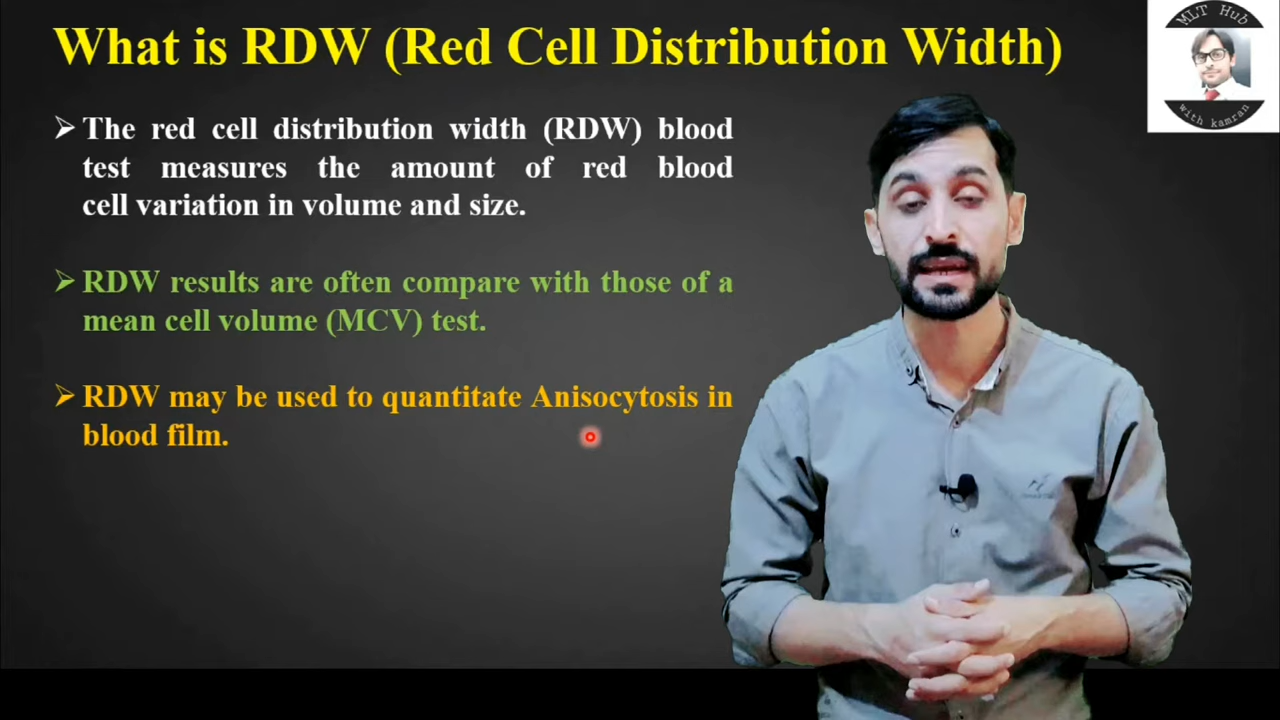 What is RDW (Red Cell Distribution Width)
MLT Hub
with kamran
➢ The red cell distribution width (RDW) blood
test measures the amount of red blood
cell variation in volume and size.
➢ RDW results are often compare with those of a
mean cell volume (MCV) test.
➢ RDW may be used to quantitate Anisocytosis in
blood film.